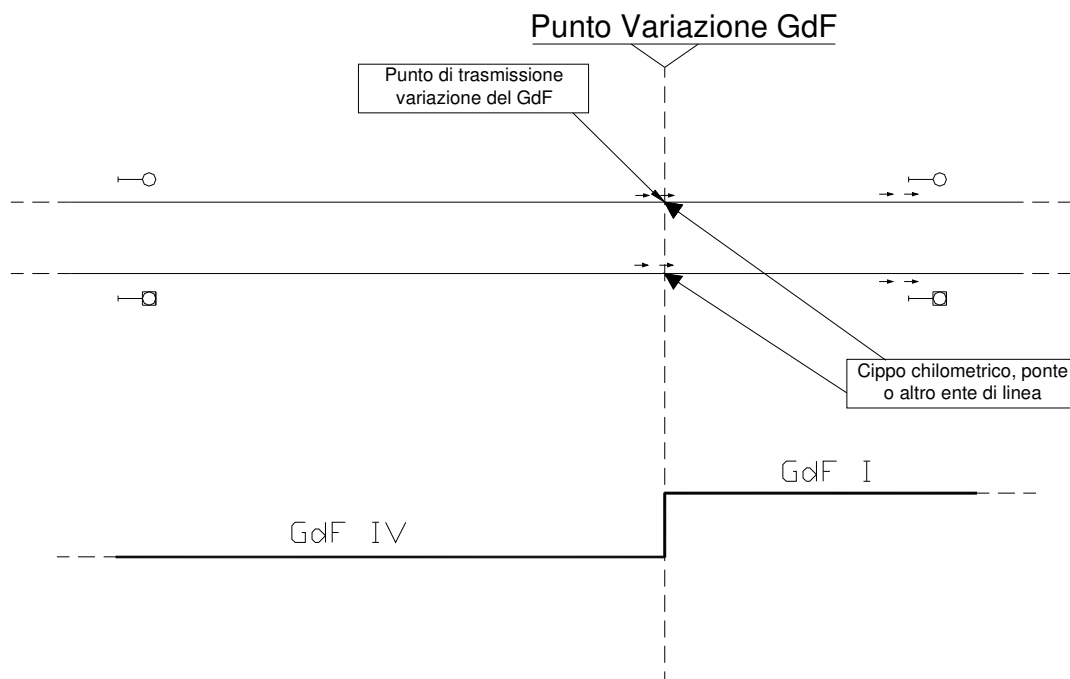 Punto Variazione GdF
Punto di trasmissione
variazione del GdF
Cippo chilometrico, ponte
o altro ente di linea
GdF I
GdF IV